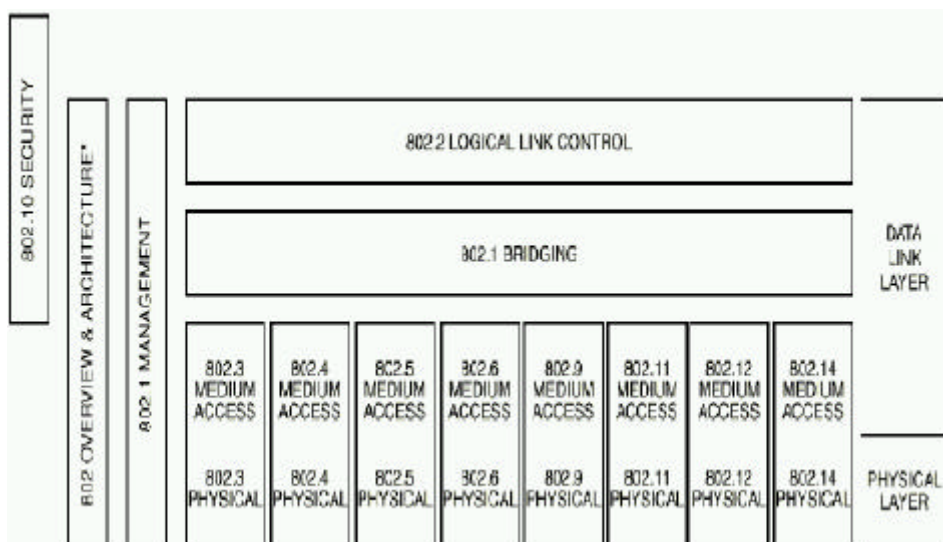 802.10 SECURITY
802 OVERVIEW & ARCHITECTURE*
802.1 MANAGEMENT
802.2 LOGICAL LINK CONTROL
802.1 BRIDGING
DATA
LINK
LAYER
802.3
MEDIUM
ACCESS
802.4
MEDIUM
ACCESS
802.5
MEDIUM
ACCESS
802.6
MEDIUM
ACCESS
802.9
MEDIUM
ACCESS
802.11
MEDIUM
ACCESS
802.12
MEDIUM
ACCESS
802.14
MEDIUM
ACCESS
802.3
PHYSICAL
802.4
PHYSICAL
802.5
PHYSICAL
802.6
PHYSICAL
802.9
PHYSICAL
802.11
PHYSICAL
802.12
PHYSICAL
802.14
PHYSICAL
PHYSICAL
LAYER